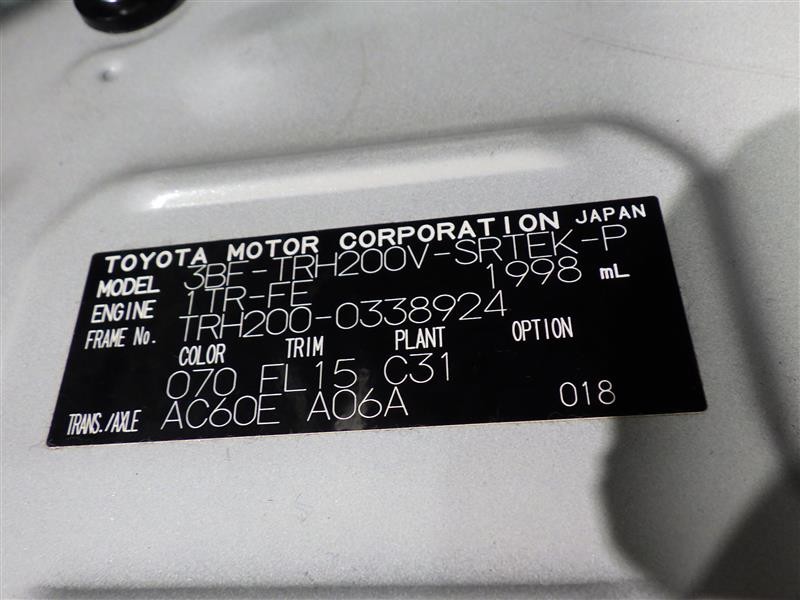 TOYOTA MOTOR CORPORATION JAPAN
MODEL 3BF-TRH200V-SRTEK-P
ENGINE 1TR-FE 1998 mL
FRAME No. TRH200-0338924
COLOR TRIM PLANT OPTION
070 FL15 C31
TRANS./AXLE AC60E A06A 018